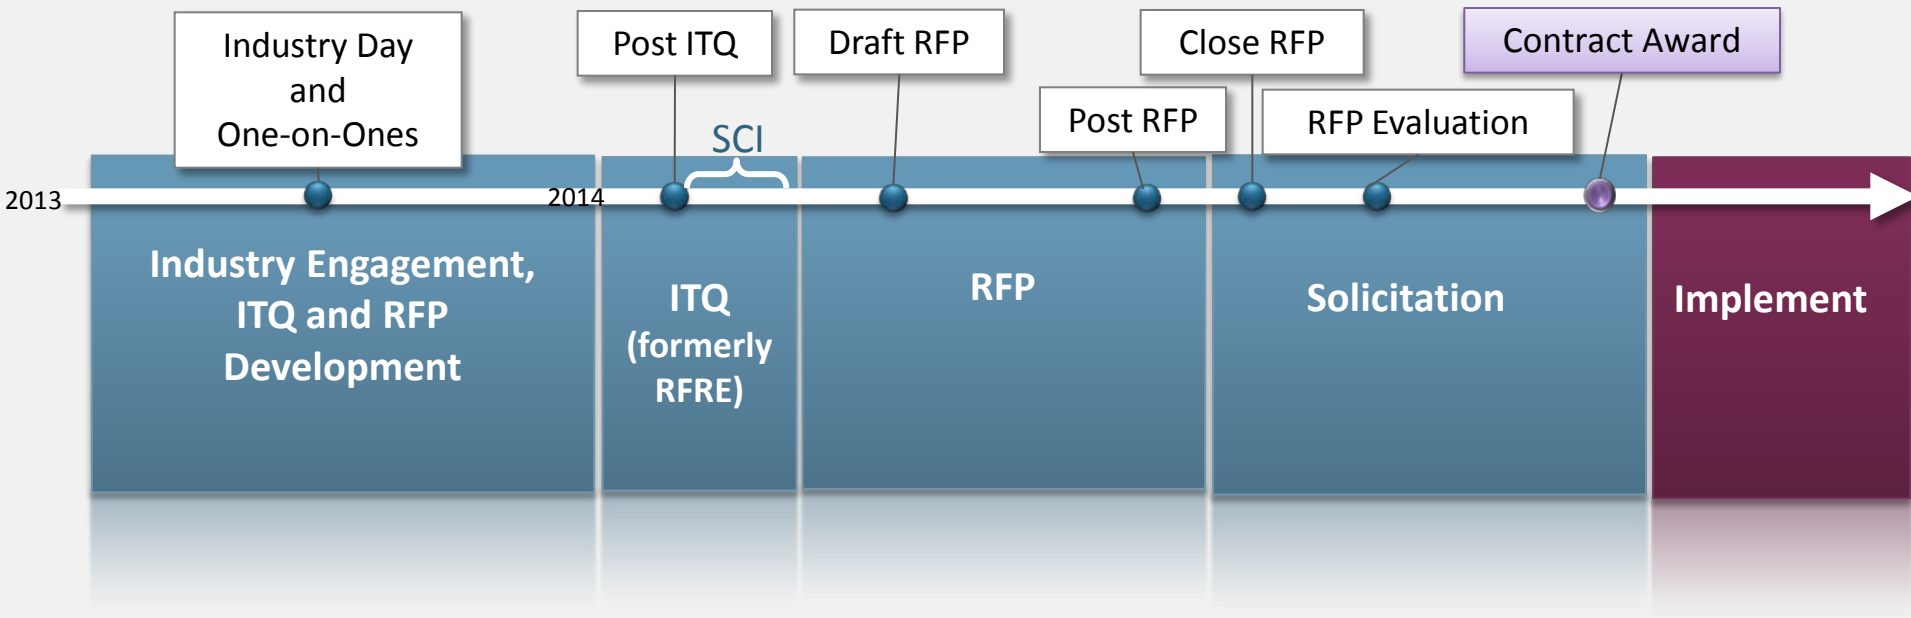 Industry Day
and
One-on-Ones
Post ITQ
Draft RFP
Close RFP
Contract Award
Post RFP
RFP Evaluation
SCI
2013
2014
Industry Engagement,
ITQ and RFP
Development
ITQ
(formerly
RFRE)
RFP
Solicitation
Implement